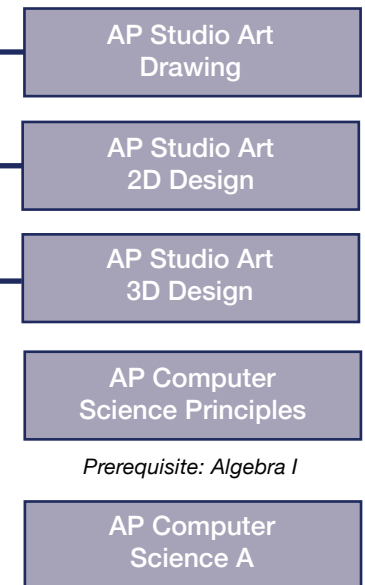 AP Studio Art
Drawing
AP Studio Art
2D Design
AP Studio Art
3D Design
AP Computer
Science Principles
Prerequisite: Algebra I
AP Computer
Science A